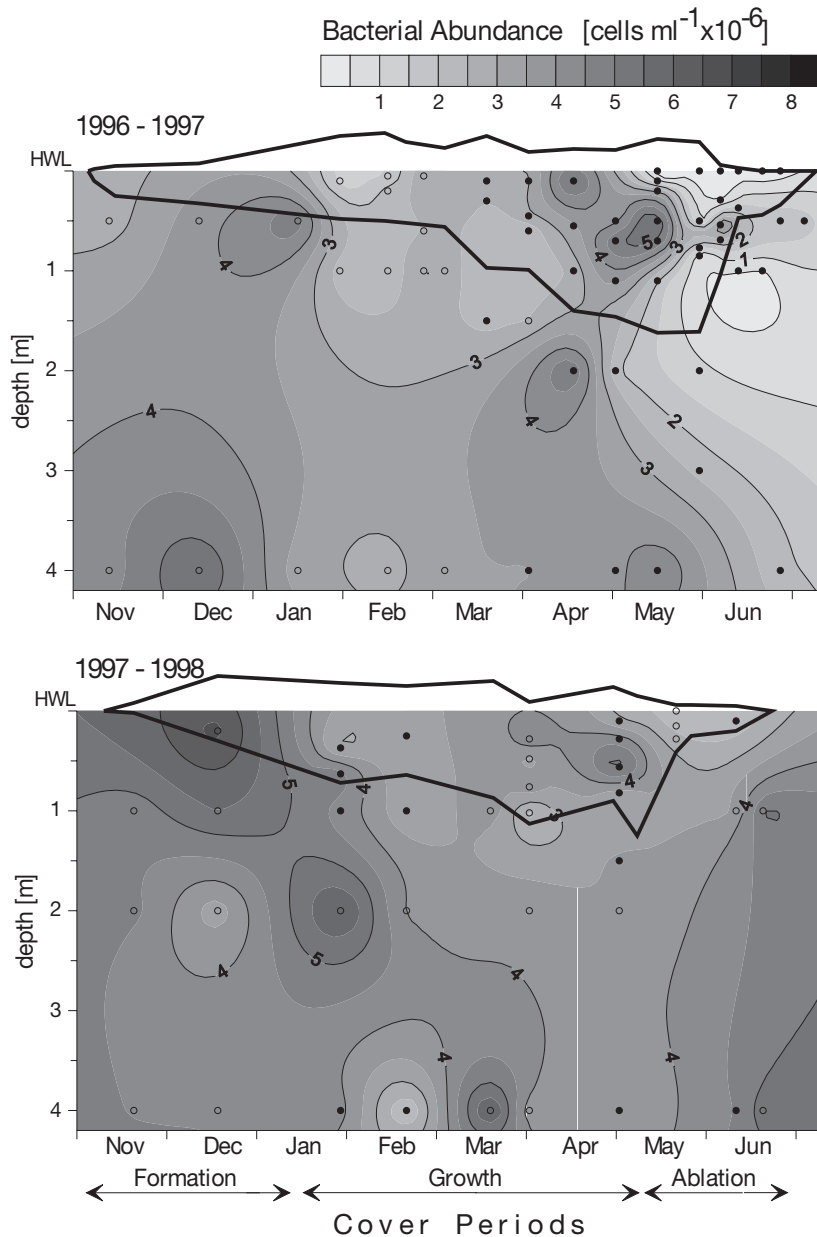 Bacterial Abundance [cells ml-1x10-6]
1 2 3 4 5 6 7 8
1996 - 1997
HWL
3
4
5
4
3
2
1
3
4
4
2
3
1
2
3
4
depth [m]
Nov Dec Jan Feb Mar Apr May Jun
1997 - 1998
HWL
5
4
4
3
4
4
5
4
4
4
1
2
3
4
depth [m]
Nov Dec Jan Feb Mar Apr May Jun
Formation Growth Ablation
Cover Periods